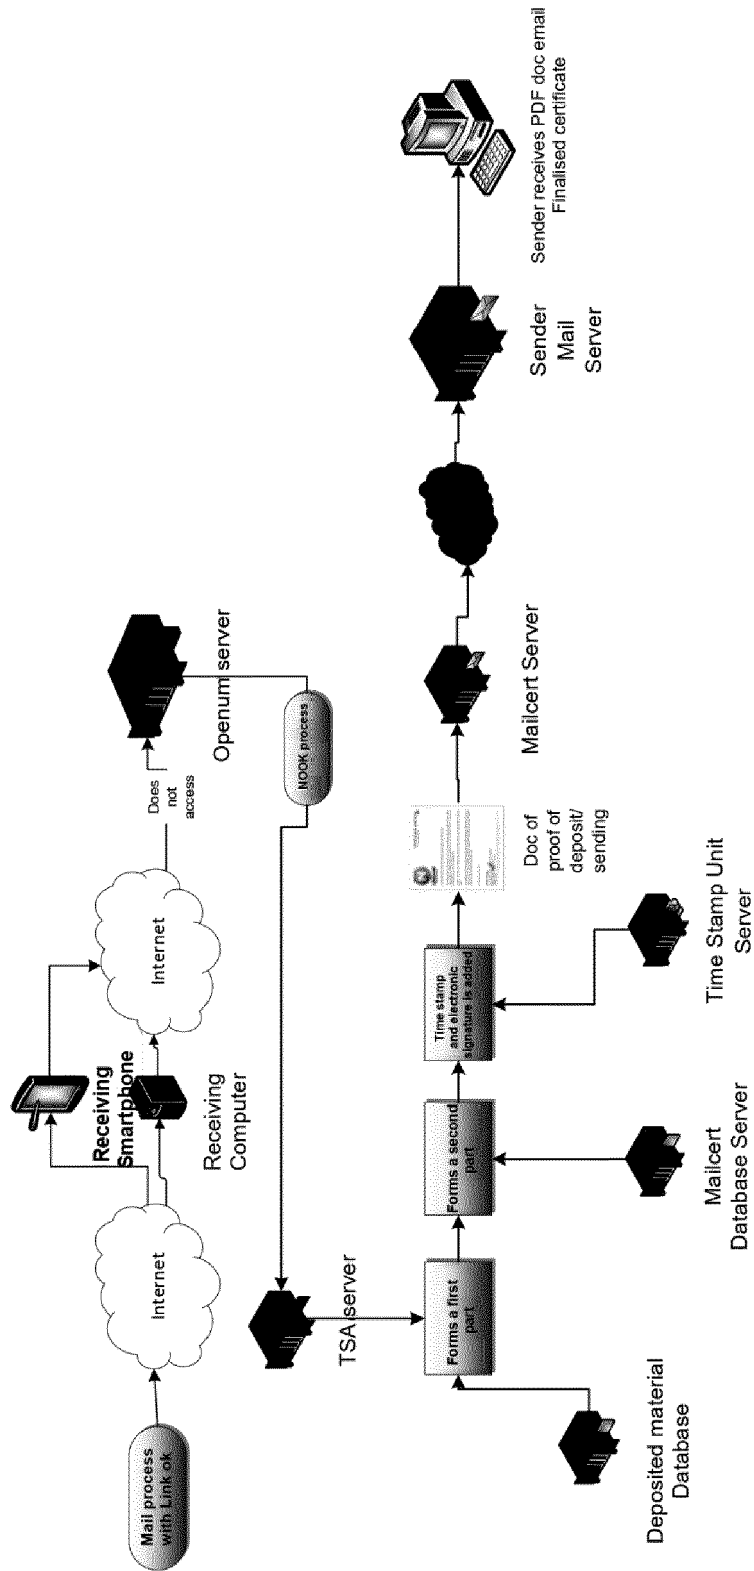 Mail process
with Link ok
Internet
Receiving
Smartphone
Receiving
Computer
Internet
Does
not
access
Openum server
NOOK process
TSA server
Deposited material
Database
Forms a first
part
Forms a second
part
Mailcert
Database Server
Time stamp
and electronic
signature is added
Time Stamp Unit
Server
Doc of
proof of
deposit/
sending
Mailcert Server
Sender
Mail
Server
Sender receives PDF doc email
Finalised certificate